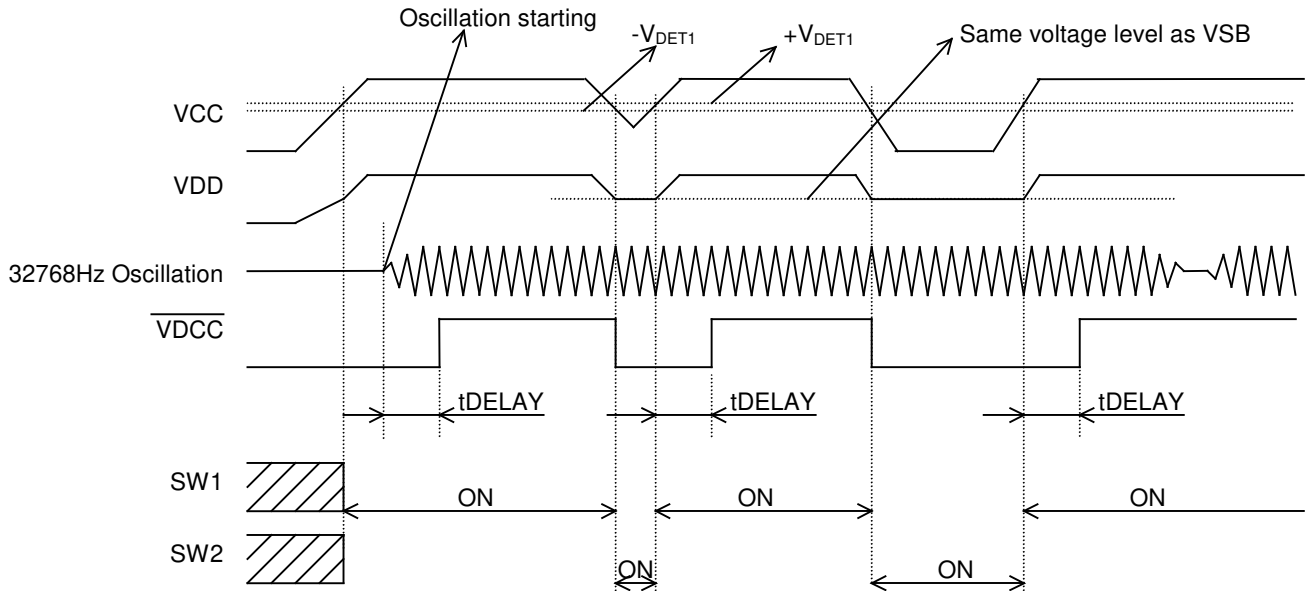 Oscillation starting
-VDET1
+VDET1
Same voltage level as VSB
VCC
VDD
32768Hz Oscillation
VDCC
tDELAY
tDELAY
tDELAY
SW1
ON
ON
ON
SW2
ON
ON